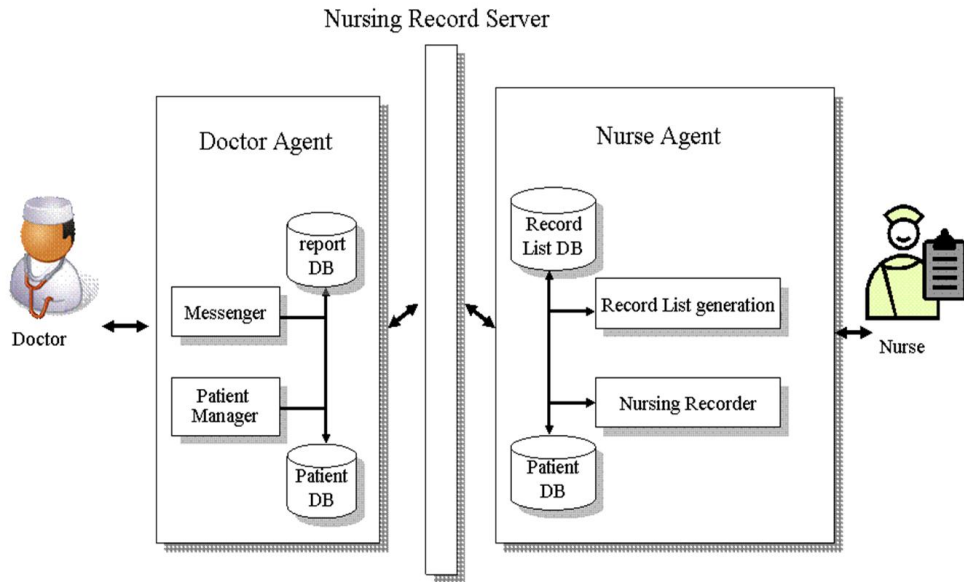 Nursing Record Server
Doctor Agent
report
DB
Messenger
Patient
Manager
Patient
DB
Doctor
Nurse Agent
Record
List DB
Record List generation
Nursing Recorder
Patient
DB
Nurse